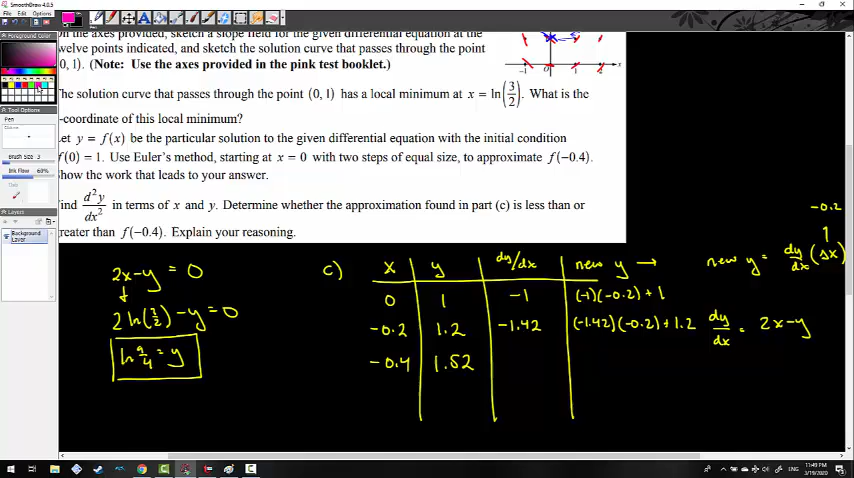 SmoothDraw 4.0.5
File Edit Options
Foreground color
Tool Options
Pen
Brush Size 3
Ink Flow 60%
Layers
Background
Layer
On the axes provided, sketch a slope field for the given differential equation at the
twelve points indicated, and sketch the solution curve that passes through the point
(0, 1). (Note: Use the axes provided in the pink test booklet.)
The solution curve that passes through the point (0, 1) has a local minimum at x = ln(3/2). What is the
-coordinate of this local minimum?
Let y = f(x) be the particular solution to the given differential equation with the initial condition
f(0) = 1. Use Euler's method, starting at x = 0 with two steps of equal size, to approximate f(−0.4).
Show the work that leads to your answer.
Find d²y/dx² in terms of x and y. Determine whether the approximation found in part (c) is less than or
greater than f(−0.4). Explain your reasoning.
-1 0 1 2 x
2x-y = 0
2 ln(3/2) - y = 0
ln 9/4 = y
c) x y dy/dx new y →
0 1 -1 (-1)(-0.2)+1
-0.2 1.2 -1.42 (-1.42)(-0.2)+1.2
-0.4 1.52
-0.2
new y = dy/dx (Δx)
dy/dx = 2x-y
11:49 PM
3/19/2020